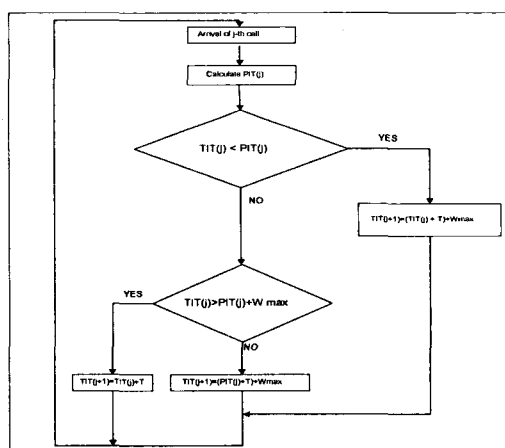 Arrival of j-th call
Calculate PIT(j)
TIT(j) < PIT(j)
YES
NO
TIT(j+1)=(TIT(j) + T)+Wmax
YES
TIT(j)>PIT(j)+W max
NO
TIT(j+1)=TIT(j)+T
TIT(j+1)=(PIT(j)+T)+Wmax